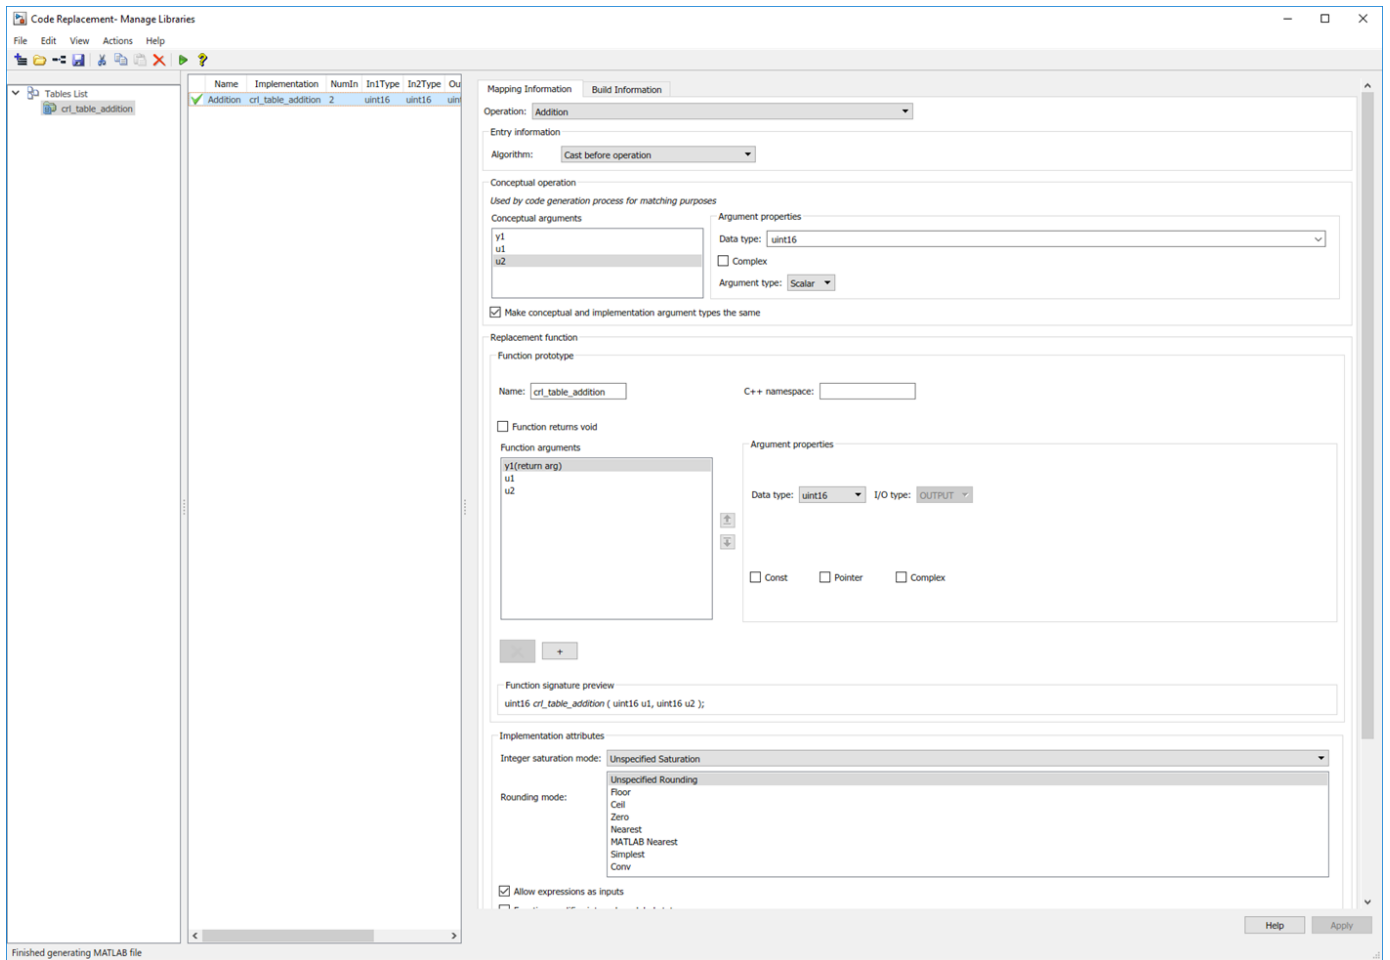 Code Replacement- Manage Libraries
File Edit View Actions Help
Tables List
crl_table_addition
Name Implementation NumIn In1Type In2Type Ou
Addition crl_table_addition 2 uint16 uint16 uint
Mapping Information Build Information
Operation: Addition
Entry information
Algorithm: Cast before operation
Conceptual operation
Used by code generation process for matching purposes
Conceptual arguments
y1
u1
u2
Argument properties
Data type: uint16
Complex
Argument type: Scalar
Make conceptual and implementation argument types the same
Replacement function
Function prototype
Name: crl_table_addition C++ namespace:
Function returns void
Function arguments
y1(return arg)
u1
u2
Argument properties
Data type: uint16 I/O type: OUTPUT
Const Pointer Complex
+
Function signature preview
uint16 crl_table_addition ( uint16 u1, uint16 u2 );
Implementation attributes
Integer saturation mode: Unspecified Saturation
Rounding mode:
Unspecified Rounding
Floor
Ceil
Zero
Nearest
MATLAB Nearest
Simplest
Conv
Allow expressions as inputs
Help Apply
Finished generating MATLAB file